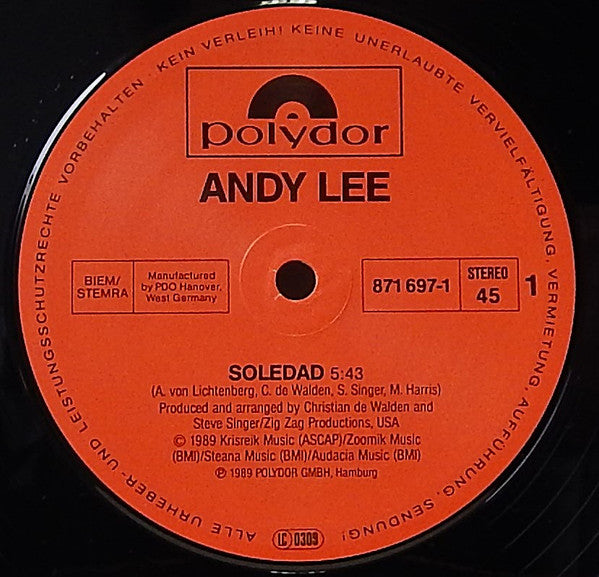 ALLE URHEBER- UND LEISTUNGSSCHUTZRECHTE VORBEHALTEN · KEIN VERLEIH! KEINE UNERLAUBTE VERVIELFÄLTIGUNG, VERMIETUNG, AUFFÜHRUNG, SENDUNG!
polydor
ANDY LEE
BIEM/
STEMRA
Manufactured
by PDO Hanover,
West Germany
871 697-1
STEREO
45
1
SOLEDAD 5:43
(A. von Lichtenberg, C. de Walden, S. Singer, M. Harris)
Produced and arranged by Christian de Walden and
Steve Singer/Zig Zag Productions, USA
© 1989 Krisreik Music (ASCAP)/Zoomik Music
(BMI)/Steana Music (BMI)/Audacia Music (BMI)
℗ 1989 POLYDOR GMBH, Hamburg
LC 0309